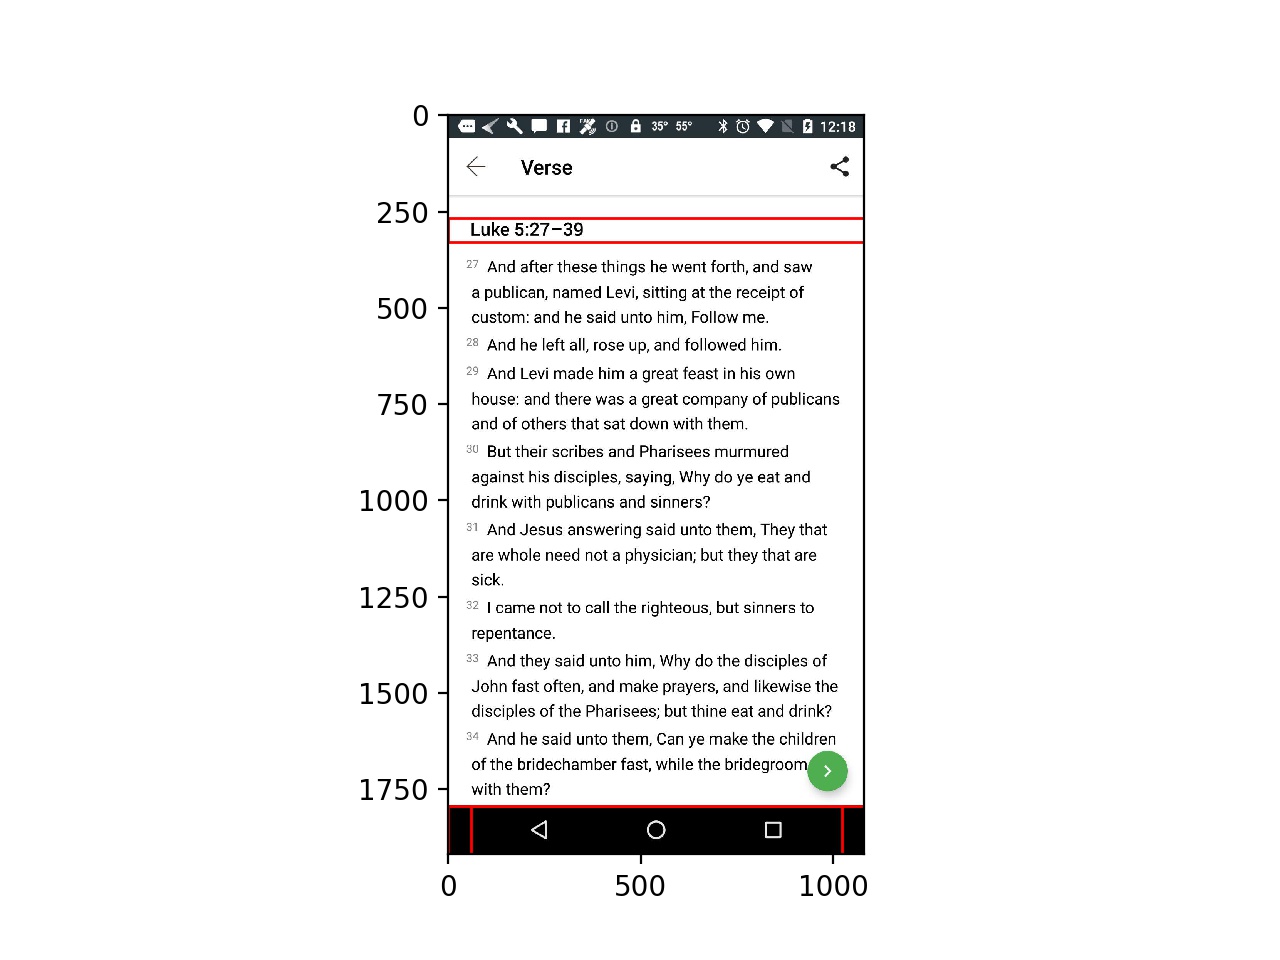 0
250
500
750
1000
1250
1500
1750
35° 55° 12:18
Verse
Luke 5:27–39
27 And after these things he went forth, and saw
a publican, named Levi, sitting at the receipt of
custom: and he said unto him, Follow me.
28 And he left all, rose up, and followed him.
29 And Levi made him a great feast in his own
house: and there was a great company of publicans
and of others that sat down with them.
30 But their scribes and Pharisees murmured
against his disciples, saying, Why do ye eat and
drink with publicans and sinners?
31 And Jesus answering said unto them, They that
are whole need not a physician; but they that are
sick.
32 I came not to call the righteous, but sinners to
repentance.
33 And they said unto him, Why do the disciples of
John fast often, and make prayers, and likewise the
disciples of the Pharisees; but thine eat and drink?
34 And he said unto them, Can ye make the children
of the bridechamber fast, while the bridegroom
with them?
0 500 1000